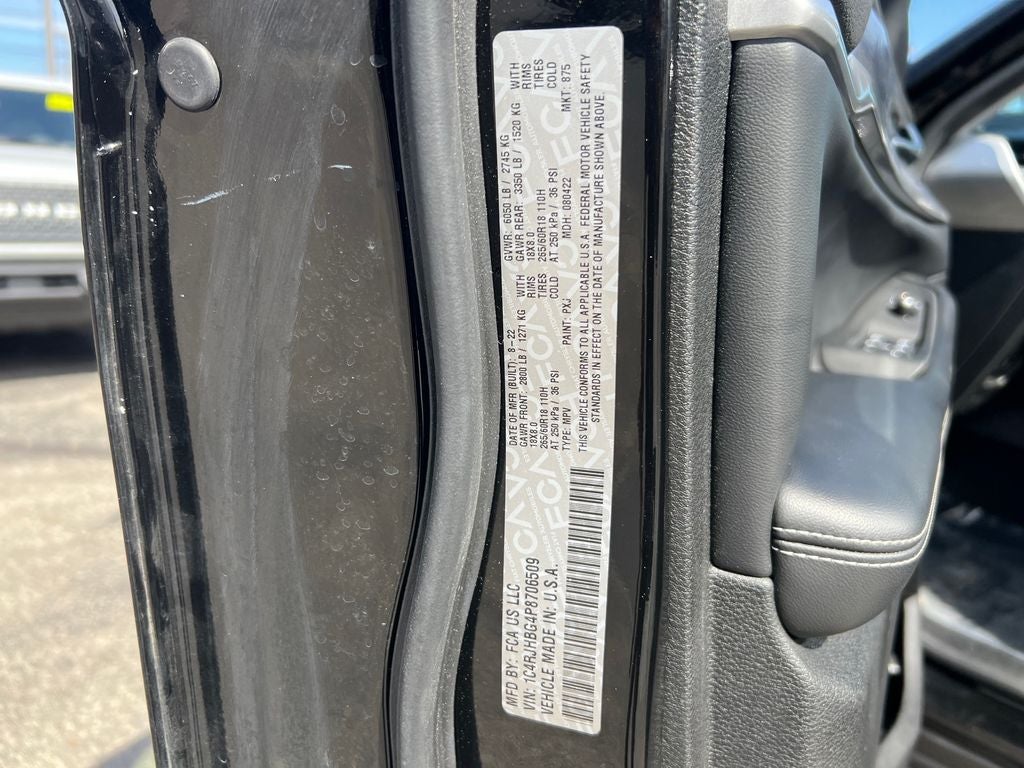 MFD BY: FCA US LLC
DATE OF MFR (BUILT): 8-22
GVWR: 6050 LB / 2745 KG
GAWR FRONT: 2800 LB / 1271 KG WITH
GAWR REAR: 3350 LB / 1520 KG WITH
18X8.0 RIMS
18X8.0 RIMS
265/60R18 110H TIRES
265/60R18 110H TIRES
AT 250 kPa / 36 PSI COLD
AT 250 kPa / 36 PSI COLD
VIN: 1C4RJHBG4P8706509
TYPE: MPV PAINT: PXJ MDH: 080422 MKT: 875
VEHICLE MADE IN: U.S.A.
THIS VEHICLE CONFORMS TO ALL APPLICABLE U.S.A. FEDERAL MOTOR VEHICLE SAFETY
STANDARDS IN EFFECT ON THE DATE OF MANUFACTURE SHOWN ABOVE.